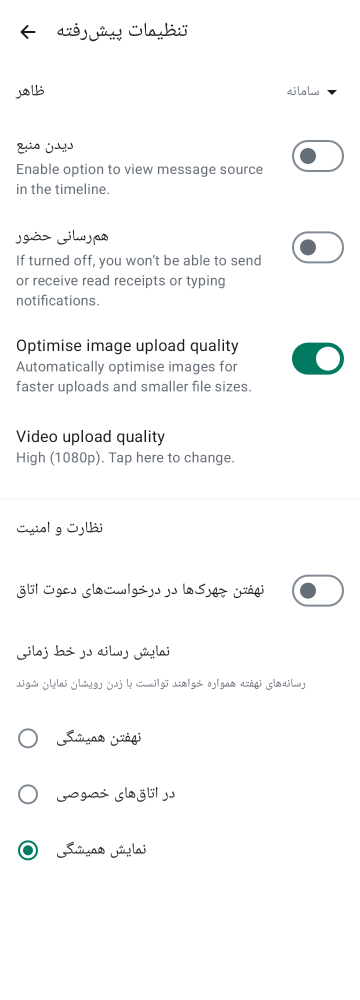 تنظیمات پیش‌رفته
ظاهر
سامانه
دیدن منبع
Enable option to view message source
in the timeline.
هم‌رسانی حضور
If turned off, you won’t be able to send
or receive read receipts or typing
notifications.
Optimise image upload quality
Automatically optimise images for
faster uploads and smaller file sizes.
Video upload quality
High (1080p). Tap here to change.
نظارت و امنیت
نهفتن چهرک‌ها در درخواست‌های دعوت اتاق
نمایش رسانه در خط زمانی
رسانه‌های نهفته همواره خواهند توانست با زدن رویشان نمایان شوند
نهفتن همیشگی
در اتاق‌های خصوصی
نمایش همیشگی